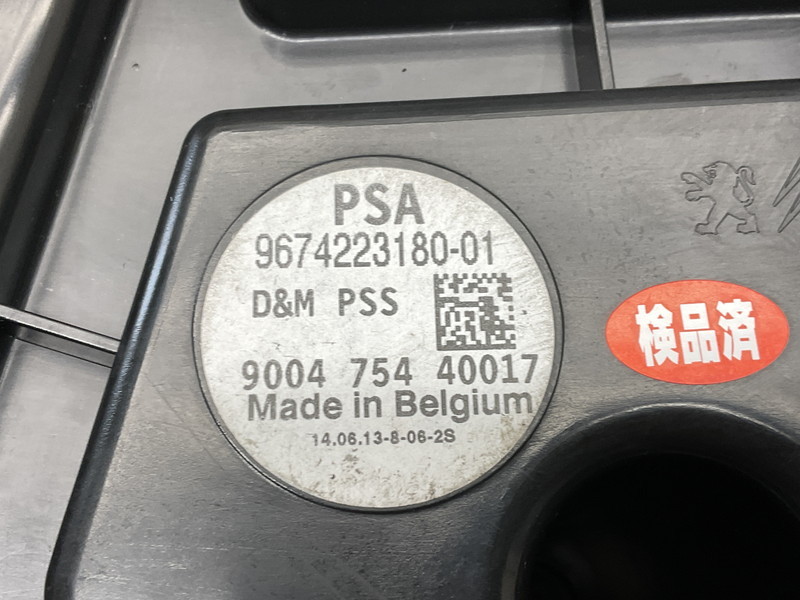 PSA
9674223180-01
D&M PSS
9004 754 40017
Made in Belgium
14.06.13-8-06-2S
検品済